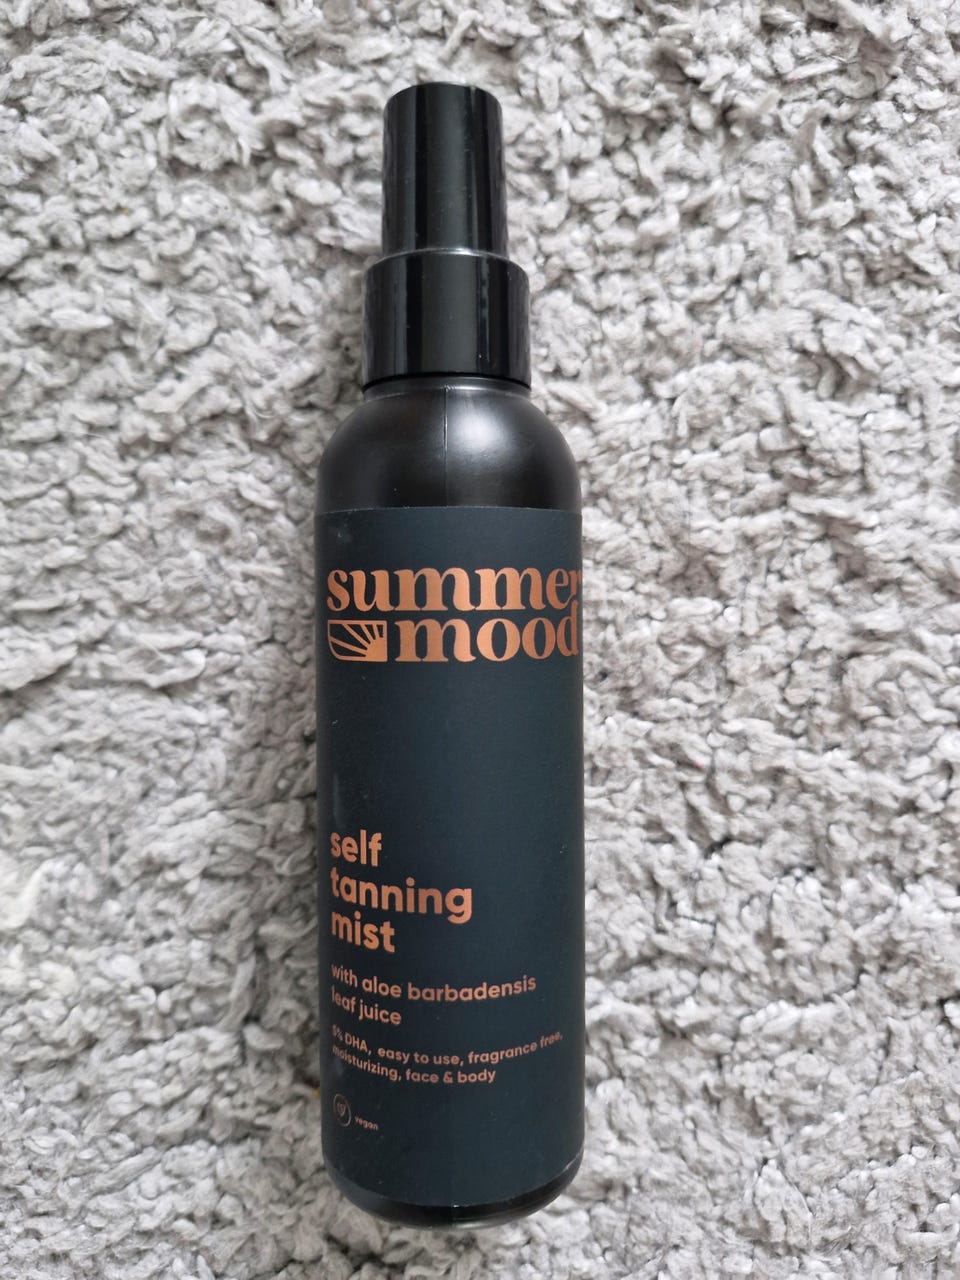 summer
mood
self
tanning
mist
with aloe barbadensis
leaf juice
5% DHA, easy to use, fragrance free,
moisturizing, face & body
vegan